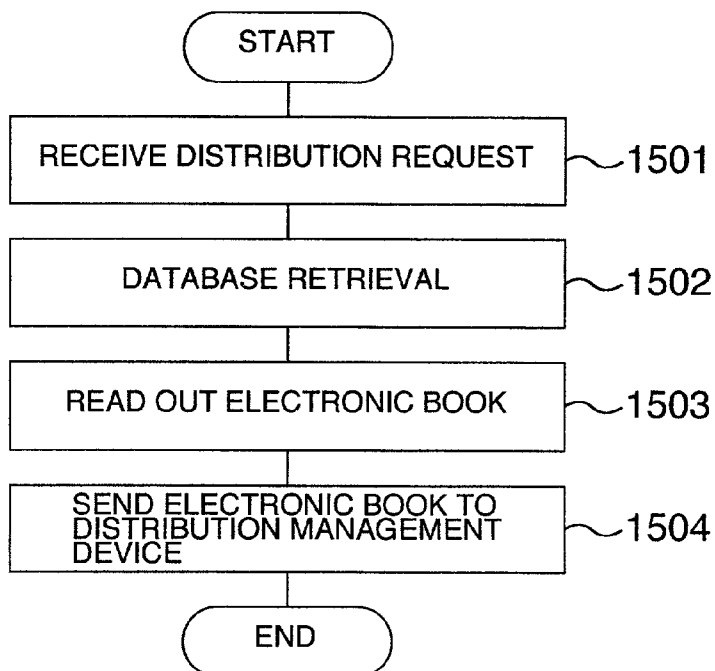 START
RECEIVE DISTRIBUTION REQUEST
1501
DATABASE RETRIEVAL
1502
READ OUT ELECTRONIC BOOK
1503
SEND ELECTRONIC BOOK TO
DISTRIBUTION MANAGEMENT
DEVICE
1504
END